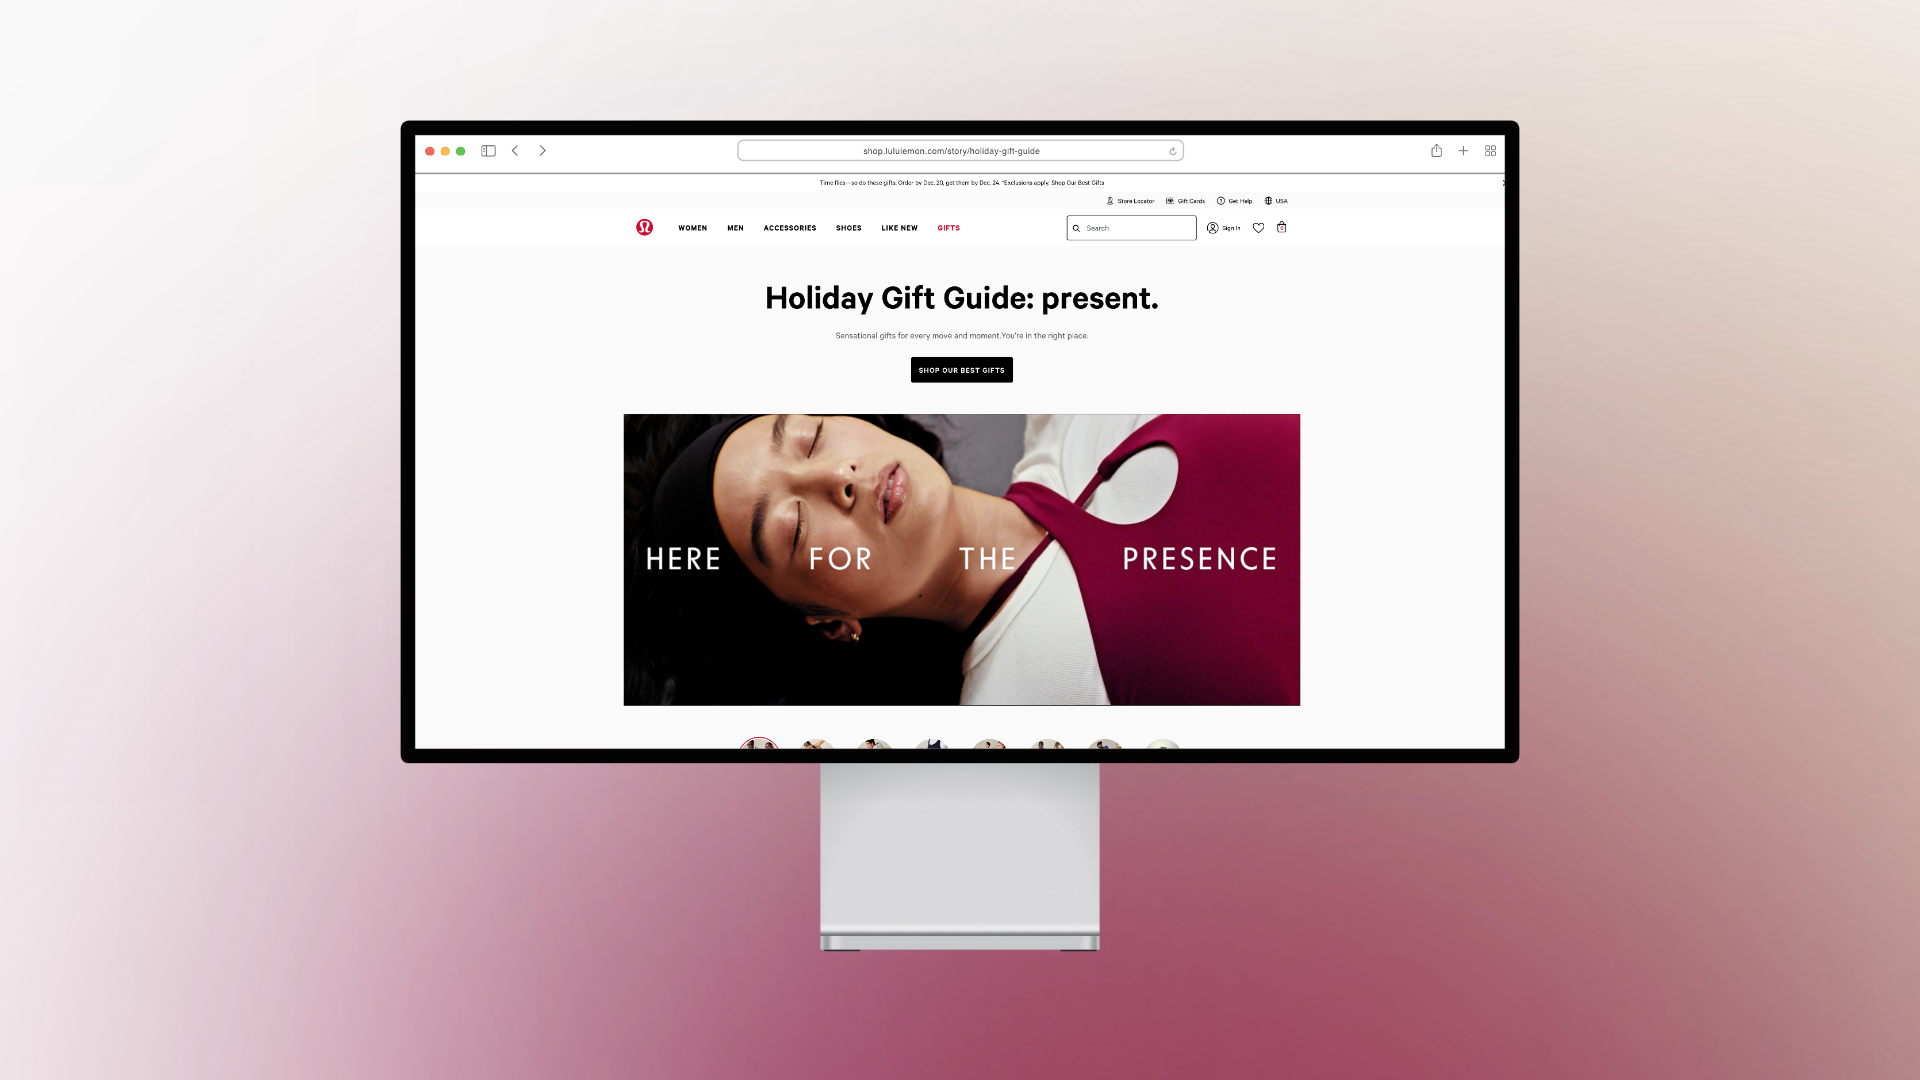 shop.lululemon.com/story/holiday-gift-guide
Time flies—so do these gifts. Order by Dec. 20, get them by Dec. 24. *Exclusions apply. Shop Our Best Gifts
Store Locator Gift Cards Get Help USA
WOMEN MEN ACCESSORIES SHOES LIKE NEW GIFTS Search Sign In 0
Holiday Gift Guide: present.
Sensational gifts for every move and moment.You're in the right place.
SHOP OUR BEST GIFTS
HERE FOR THE PRESENCE